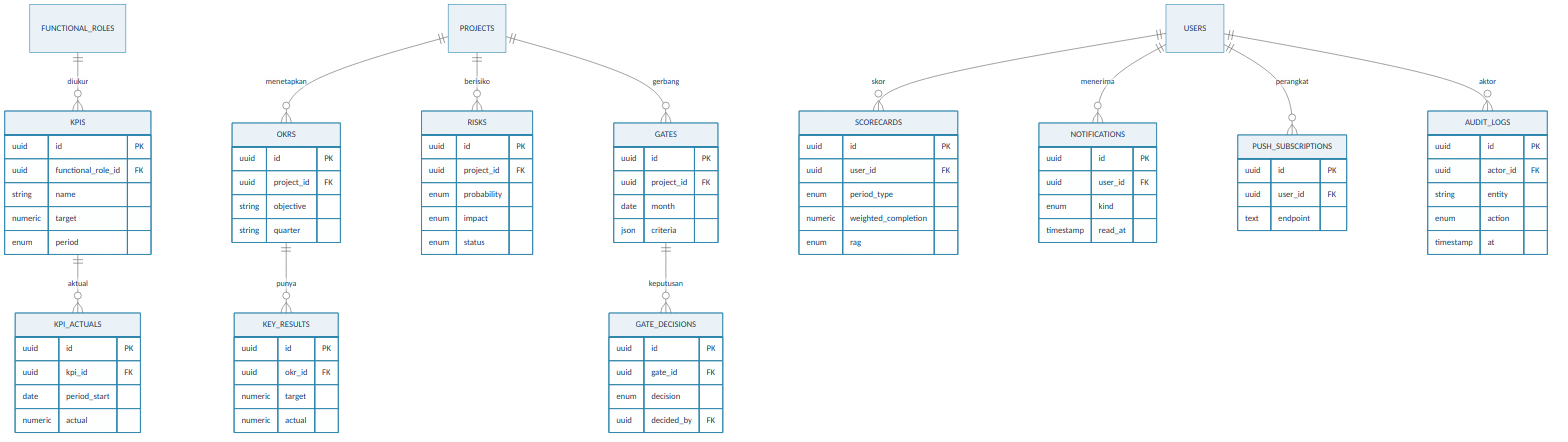 FUNCTIONAL_ROLES
PROJECTS
USERS
diukur
menetapkan
berisiko
gerbang
skor
menerima
perangkat
aktor
KPIS
uuid id PK
uuid functional_role_id FK
string name
numeric target
enum period
OKRS
uuid id PK
uuid project_id FK
string objective
string quarter
RISKS
uuid id PK
uuid project_id FK
enum probability
enum impact
enum status
GATES
uuid id PK
uuid project_id FK
date month
json criteria
SCORECARDS
uuid id PK
uuid user_id FK
enum period_type
numeric weighted_completion
enum rag
NOTIFICATIONS
uuid id PK
uuid user_id FK
enum kind
timestamp read_at
PUSH_SUBSCRIPTIONS
uuid id PK
uuid user_id FK
text endpoint
AUDIT_LOGS
uuid id PK
uuid actor_id FK
string entity
enum action
timestamp at
aktual
punya
keputusan
KPI_ACTUALS
uuid id PK
uuid kpi_id FK
date period_start
numeric actual
KEY_RESULTS
uuid id PK
uuid okr_id FK
numeric target
numeric actual
GATE_DECISIONS
uuid id PK
uuid gate_id FK
enum decision
uuid decided_by FK